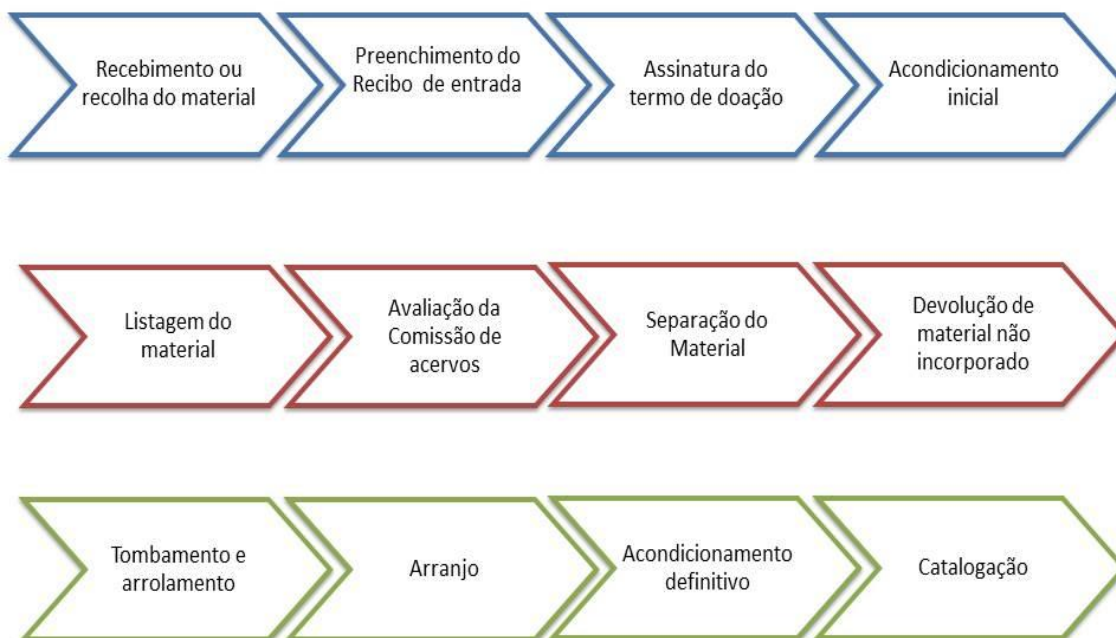 Recebimento ou
recolha do material
Preenchimento do
Recibo de entrada
Assinatura do
termo de doação
Acondicionamento
inicial
Listagem do
material
Avaliação da
Comissão de
acervos
Separação do
Material
Devolução de
material não
incorporado
Tombamento e
arrolamento
Arranjo
Acondicionamento
definitivo
Catalogação